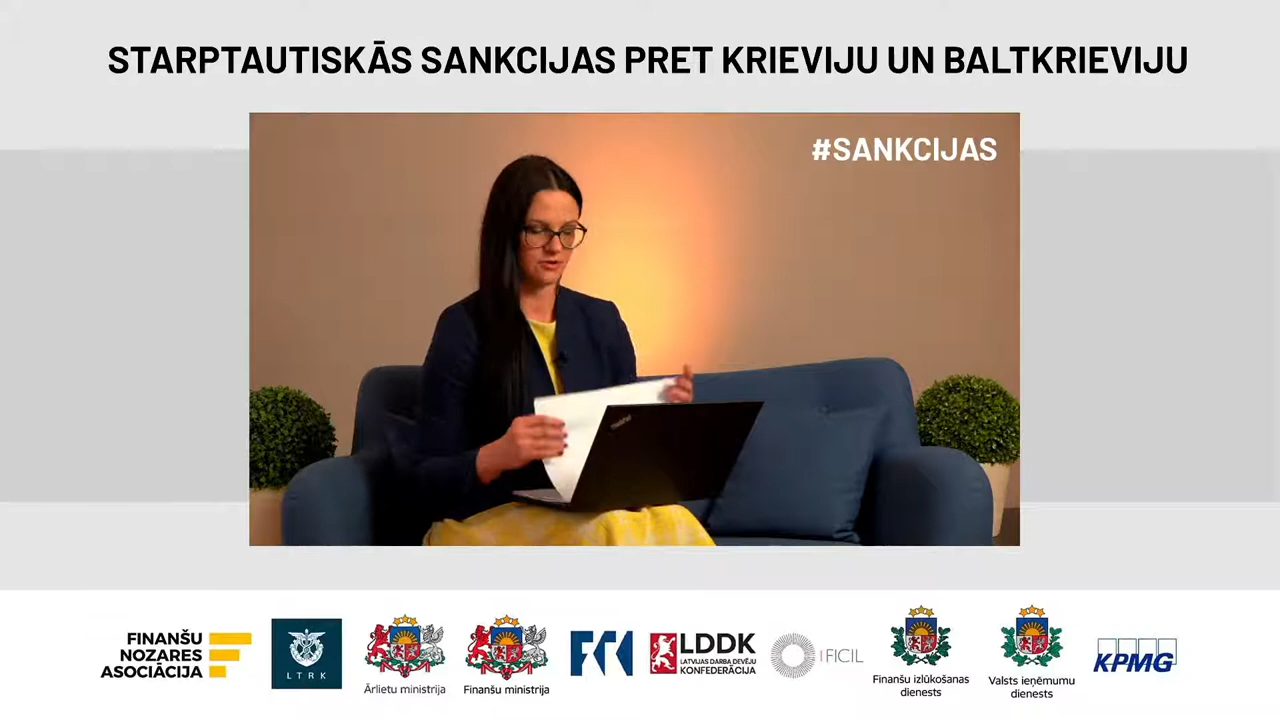 STARPTAUTISKĀS SANKCIJAS PRET KRIEVIJU UN BALTKRIEVIJU
#SANKCIJAS
FINANŠU
NOZARES
ASOCIĀCIJA
LTRK
Ārlietu ministrija
Finanšu ministrija
LDDK
LATVIJAS DARBA DEVĒJU
KONFEDERĀCIJA
FICIL
Finanšu izlūkošanas
dienests
Valsts ieņēmumu
dienests
KPMG